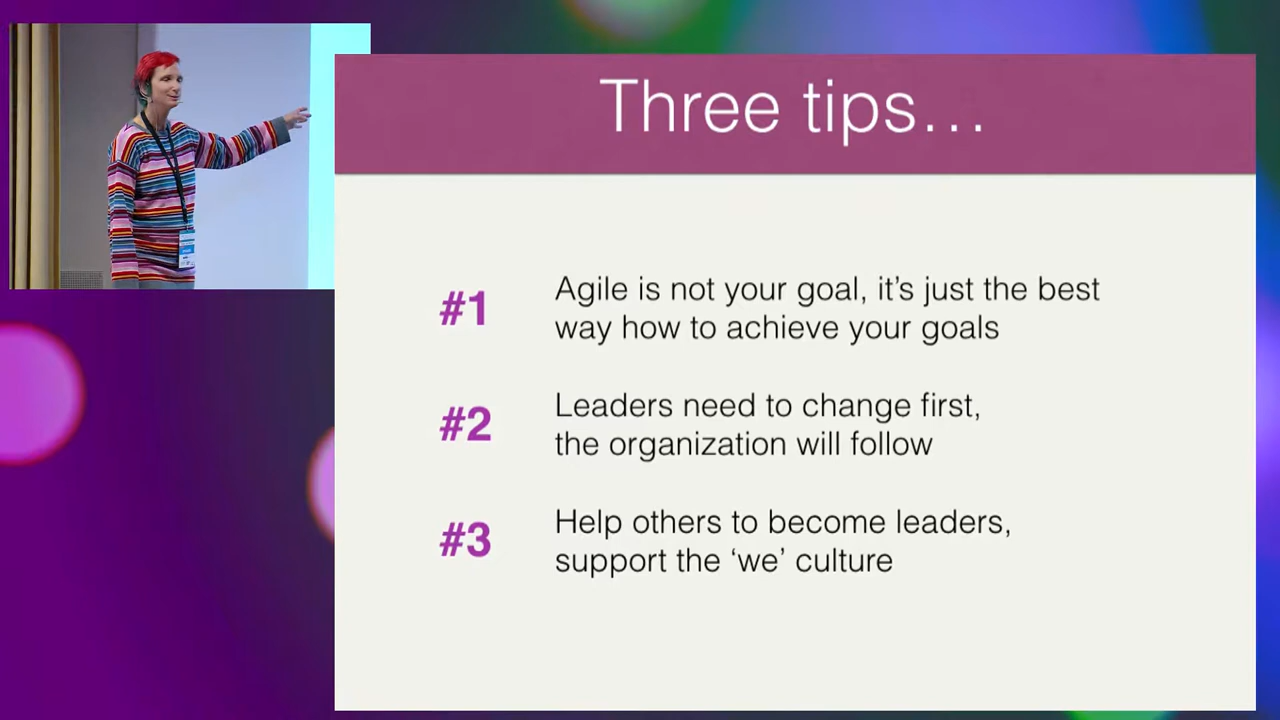 Three tips…
#1
Agile is not your goal, it’s just the best
way how to achieve your goals
#2
Leaders need to change first,
the organization will follow
#3
Help others to become leaders,
support the ‘we’ culture